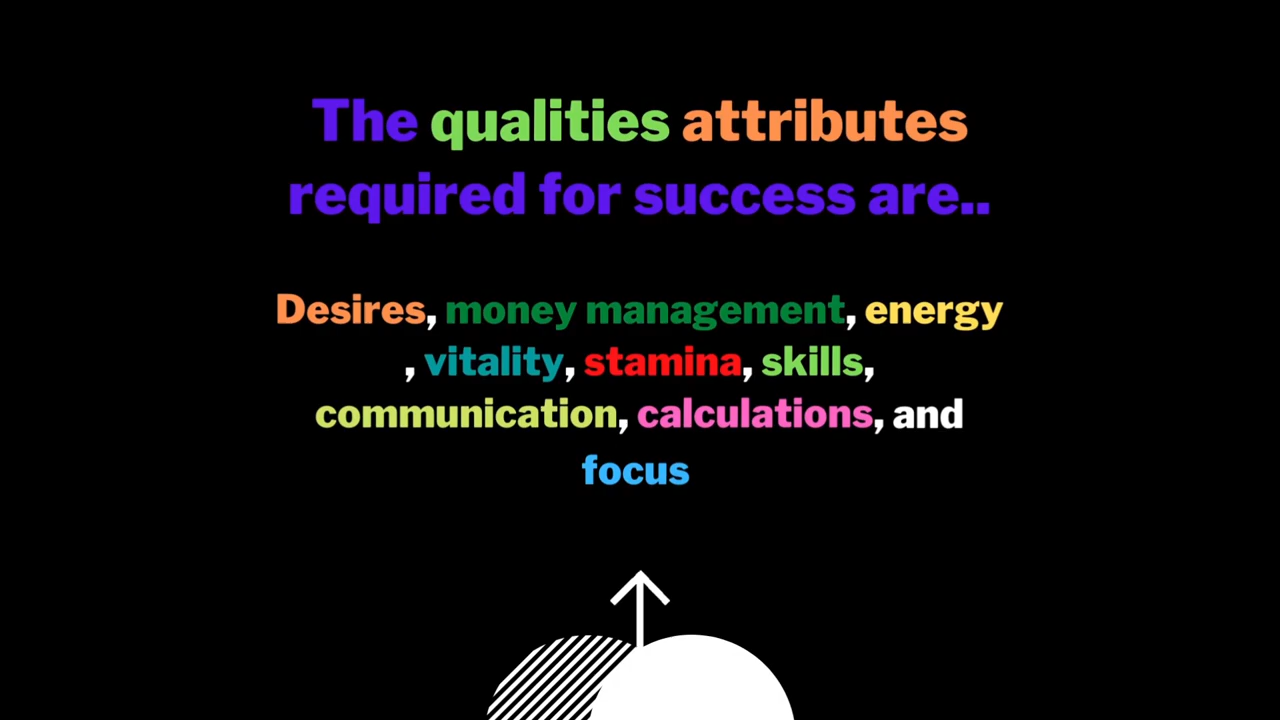 The qualities attributes
required for success are..
Desires, money management, energy
, vitality, stamina, skills,
communication, calculations, and
focus